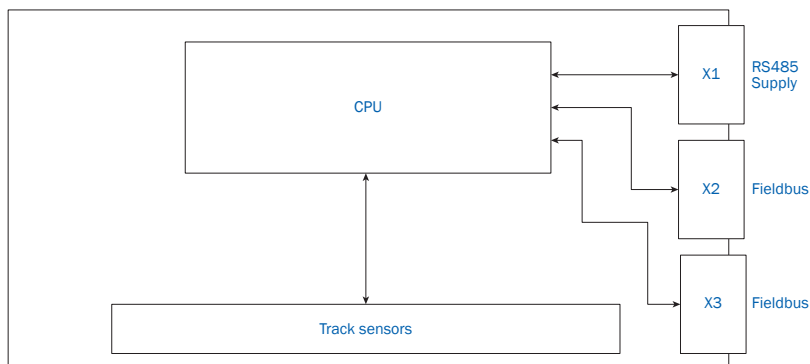 CPU
X1
RS485
Supply
X2
Fieldbus
X3
Fieldbus
Track sensors